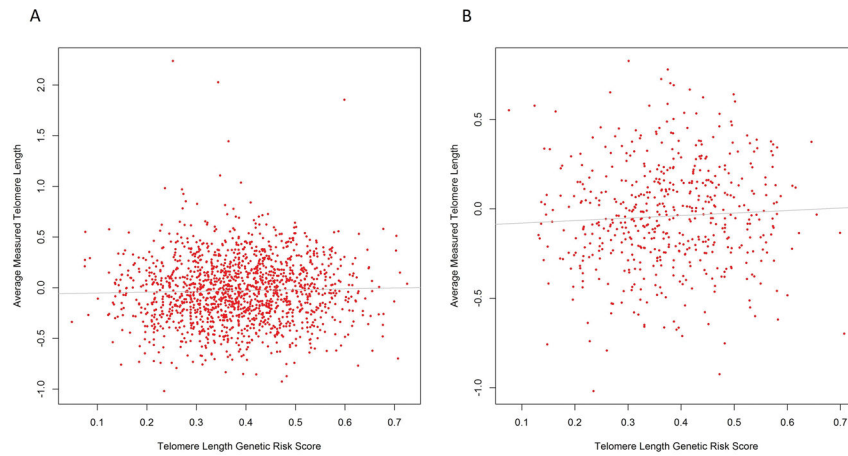 A
B
Average Measured Telomere Length
2.0
1.5
1.0
0.5
0.0
-0.5
-1.0
0.1 0.2 0.3 0.4 0.5 0.6 0.7
Telomere Length Genetic Risk Score
Average Measured Telomere Length
0.5
0.0
-0.5
-1.0
0.1 0.2 0.3 0.4 0.5 0.6 0.7
Telomere Length Genetic Risk Score